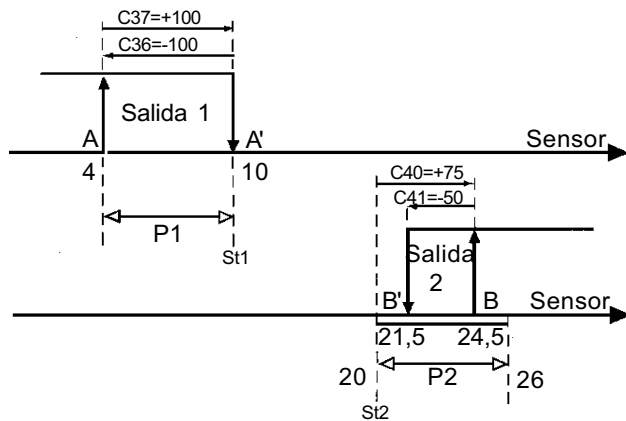 C37=+100
C36=-100
Salida 1
A
A'
Sensor
4
10
P1
St1
C40=+75
C41=-50
Salida
2
B'
B
Sensor
21,5
24,5
20
P2
26
St2